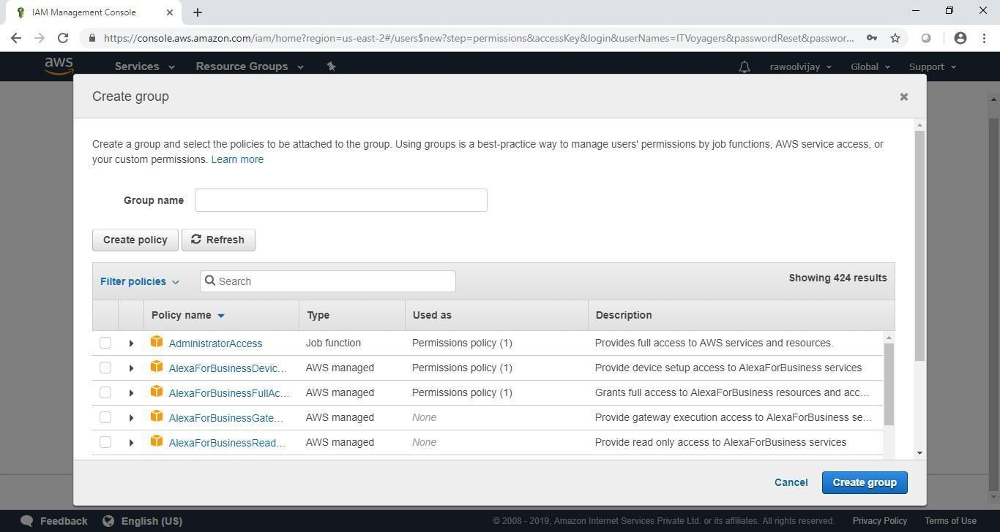 IAM Management Console
https://console.aws.amazon.com/iam/home?region=us-east-2#/users$new?step=permissions&accessKey&login&userNames=ITVoyagers&passwordReset&passwor...
aws Services Resource Groups rawoolvijay Global Support
Create group
Create a group and select the policies to be attached to the group. Using groups is a best-practice way to manage users' permissions by job functions, AWS service access, or
your custom permissions. Learn more
Group name
Create policy Refresh
Filter policies Search Showing 424 results
Policy name Type Used as Description
AdministratorAccess Job function Permissions policy (1) Provides full access to AWS services and resources.
AlexaForBusinessDevic... AWS managed Permissions policy (1) Provide device setup access to AlexaForBusiness services
AlexaForBusinessFullAc... AWS managed Permissions policy (1) Grants full access to AlexaForBusiness resources and acc...
AlexaForBusinessGate... AWS managed None Provide gateway execution access to AlexaForBusiness se...
AlexaForBusinessRead... AWS managed None Provide read only access to AlexaForBusiness services
Cancel Create group
Feedback English (US) © 2008 - 2019, Amazon Internet Services Private Ltd. or its affiliates. All rights reserved. Privacy Policy Terms of Use